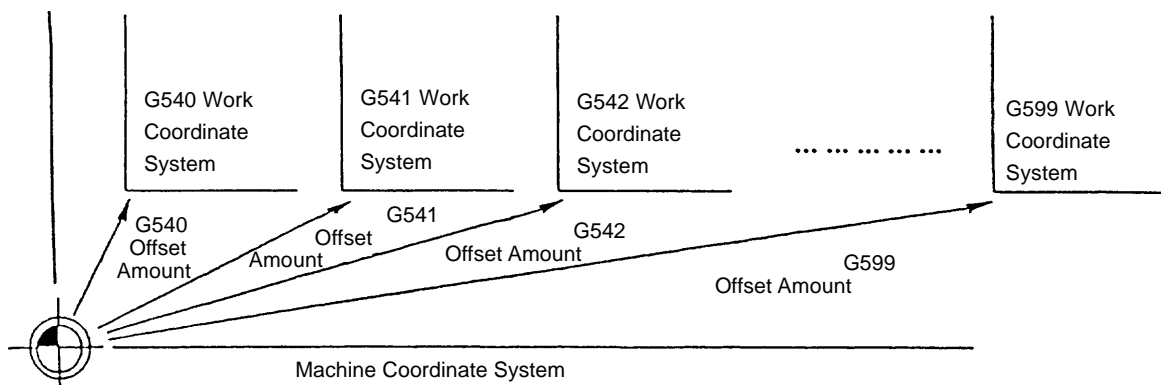 G540 Work
Coordinate
System
G541 Work
Coordinate
System
G542 Work
Coordinate
System
... ... ... ... ...
G599 Work
Coordinate
System
G540
Offset
Amount
G541
Offset
Amount
G542
Offset Amount
G599
Offset Amount
Machine Coordinate System